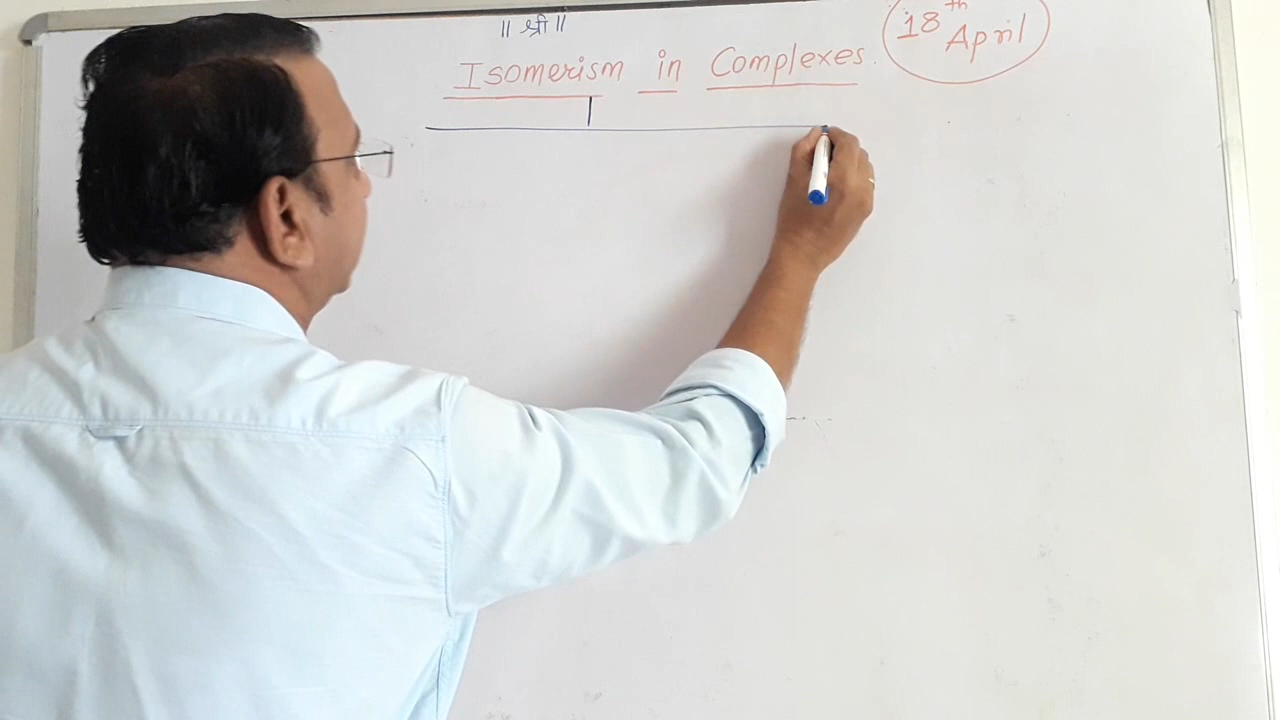 ॥ श्री ॥
Isomerism in Complexes.
18th April